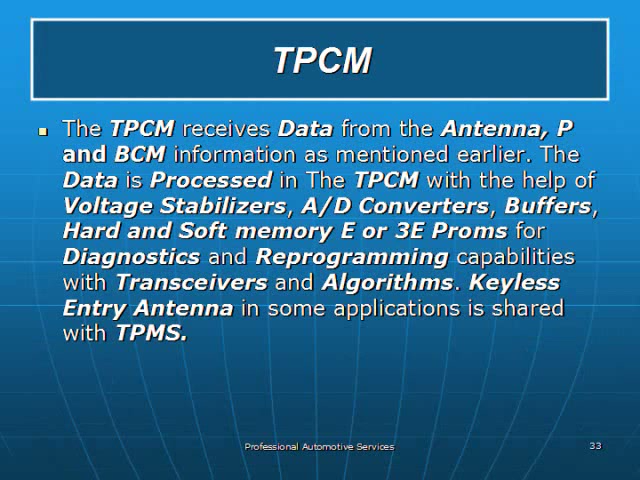 TPCM
The TPCM receives Data from the Antenna, P
and BCM information as mentioned earlier. The
Data is Processed in The TPCM with the help of
Voltage Stabilizers, A/D Converters, Buffers,
Hard and Soft memory E or 3E Proms for
Diagnostics and Reprogramming capabilities
with Transceivers and Algorithms. Keyless
Entry Antenna in some applications is shared
with TPMS.
Professional Automotive Services
33